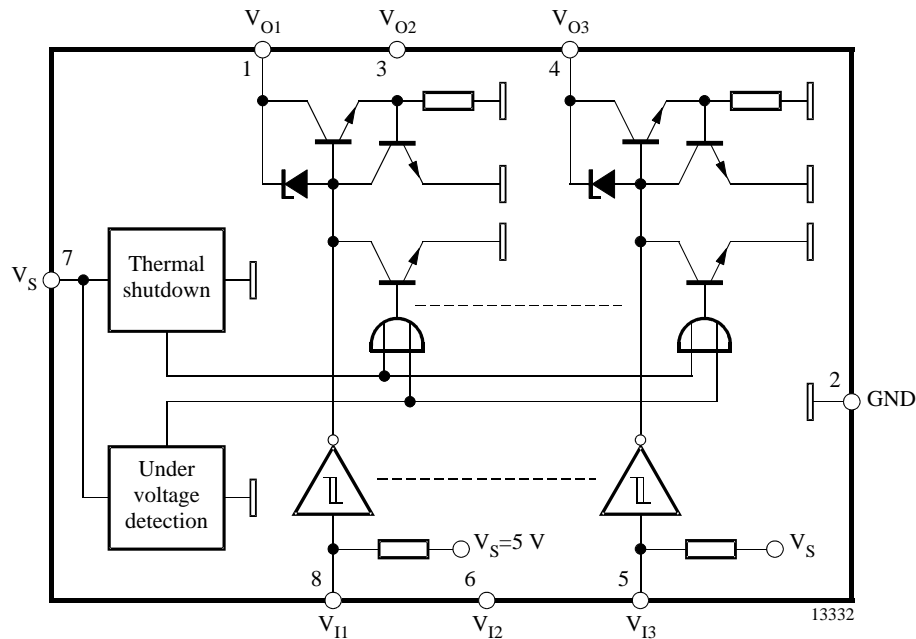 VO1 VO2 VO3
1 3 4
7
VS
Thermal
shutdown
2
GND
Under
voltage
detection
VS=5 V VS
8 6 5
VI1 VI2 VI3
13332